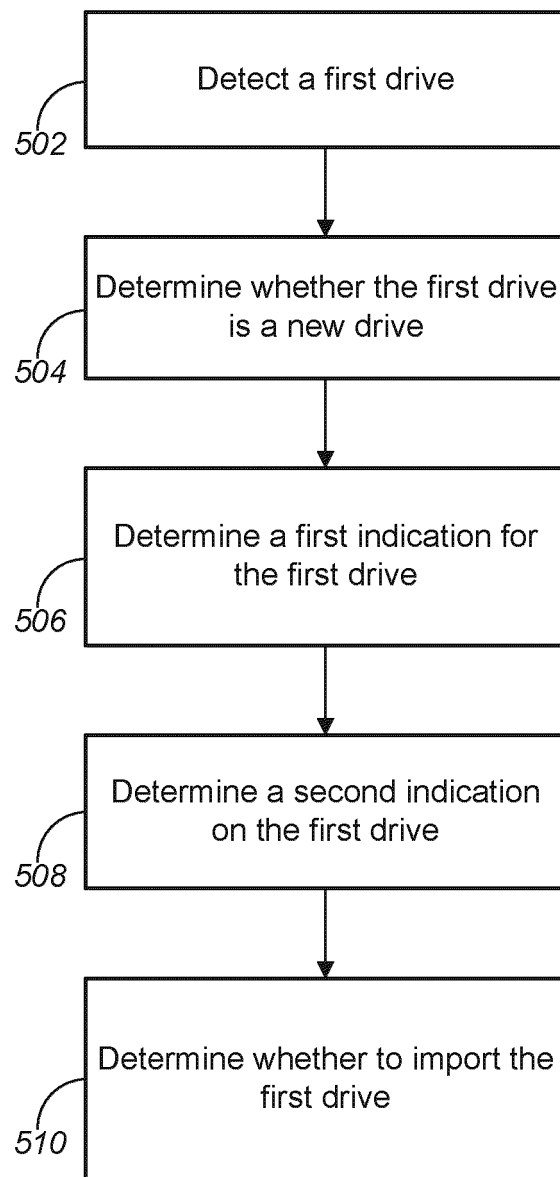 Detect a first drive
502
Determine whether the first drive
is a new drive
504
Determine a first indication for
the first drive
506
Determine a second indication
on the first drive
508
Determine whether to import the
first drive
510